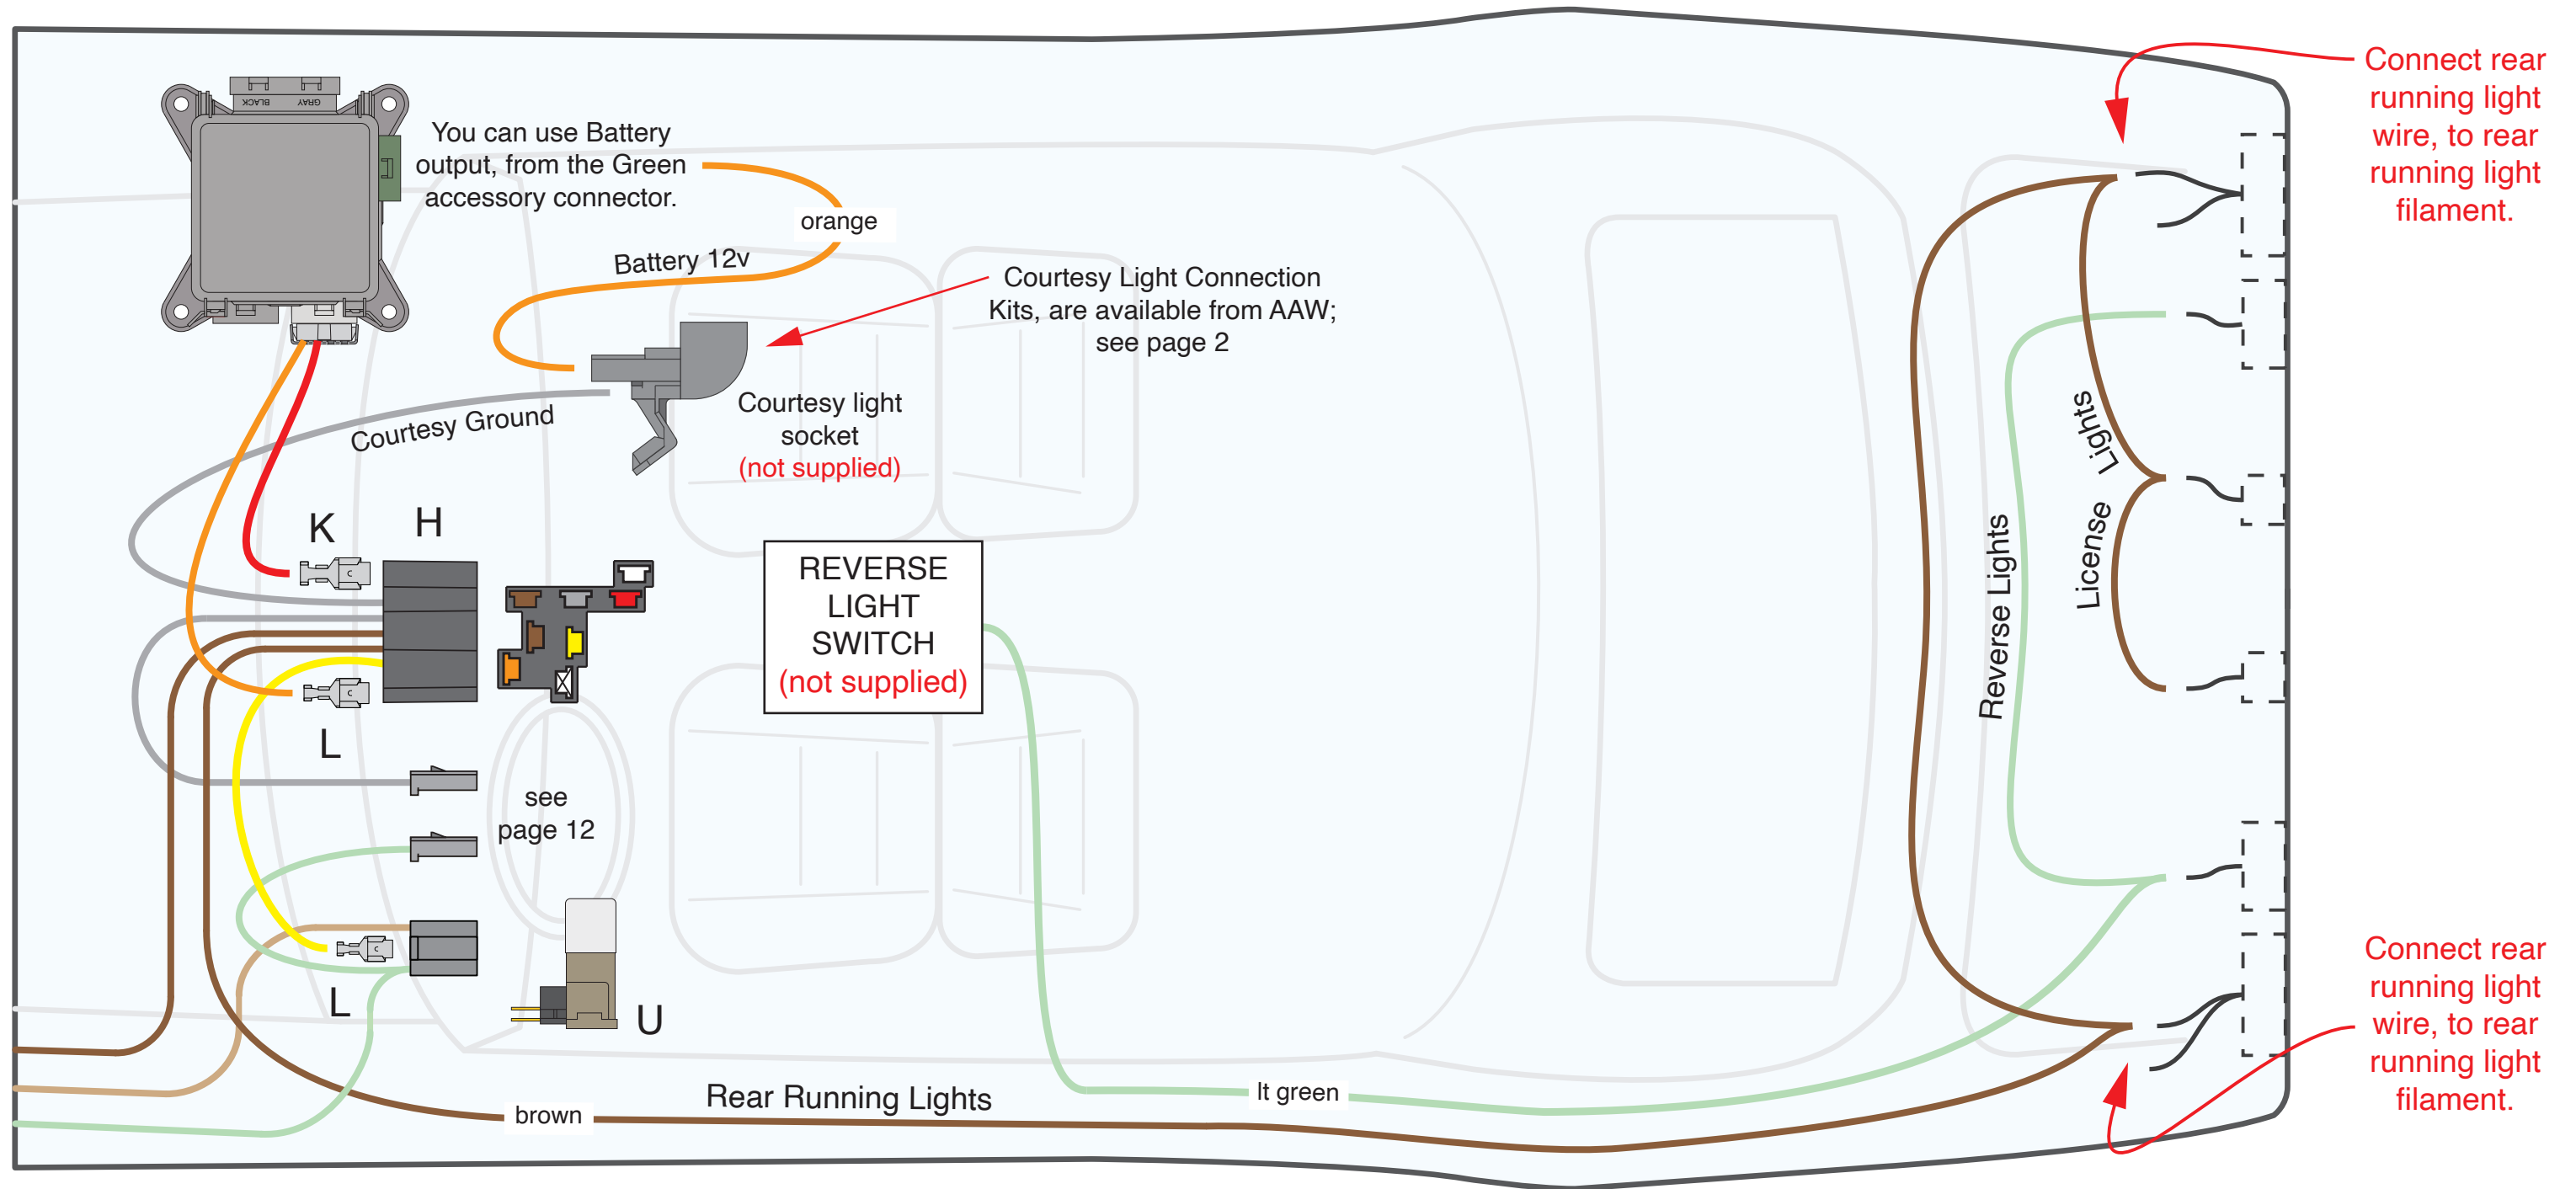 BLACK GRAY
You can use Battery
output, from the Green
accessory connector.
orange
Battery 12v
Courtesy Light Connection
Kits, are available from AAW;
see page 2
Courtesy Ground
Courtesy light
socket
(not supplied)
K
H
C
REVERSE
LIGHT
SWITCH
(not supplied)
C
L
see
page 12
C
L
U
Rear Running Lights
brown
lt green
Reverse Lights
License
Lights
Connect rear
running light
wire, to rear
running light
filament.
Connect rear
running light
wire, to rear
running light
filament.